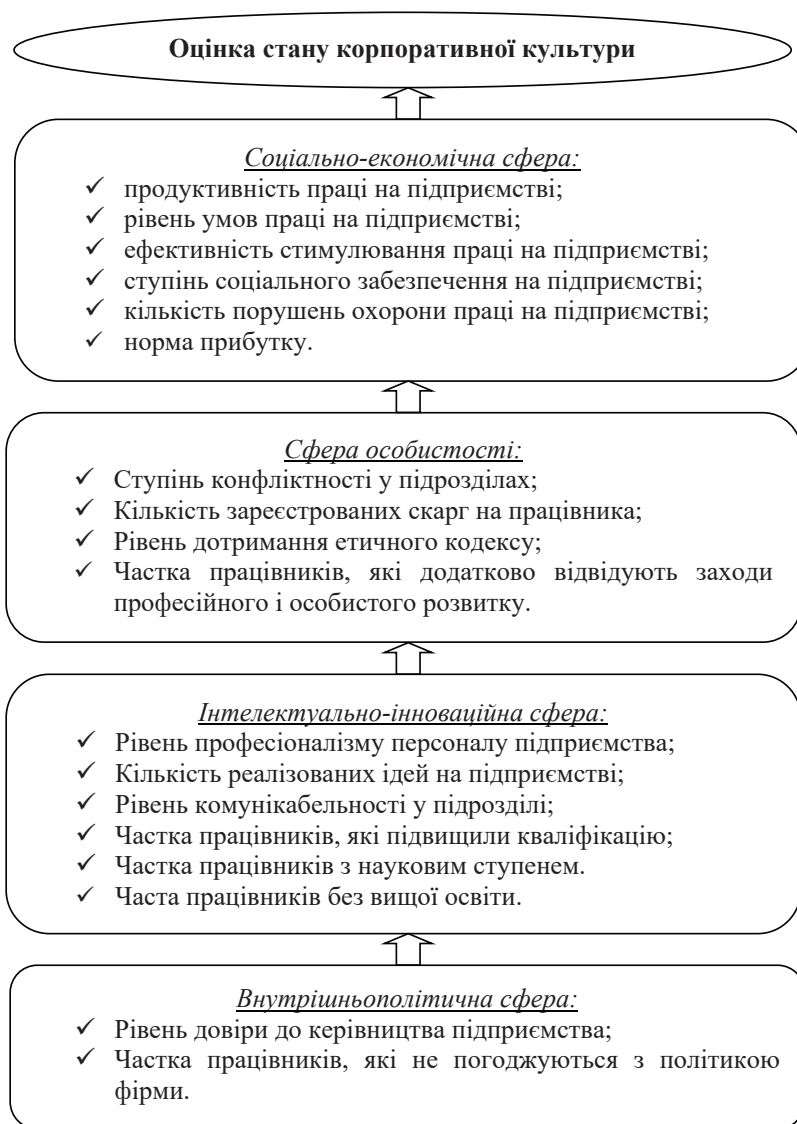 Оцінка стану корпоративної культури
Соціально-економічна сфера:
✓ продуктивність праці на підприємстві;
✓ рівень умов праці на підприємстві;
✓ ефективність стимулювання праці на підприємстві;
✓ ступінь соціального забезпечення на підприємстві;
✓ кількість порушень охорони праці на підприємстві;
✓ норма прибутку.
Сфера особистості:
✓ Ступінь конфліктності у підрозділах;
✓ Кількість зареєстрованих скарг на працівника;
✓ Рівень дотримання етичного кодексу;
✓ Частка працівників, які додатково відвідують заходи
професійного і особистого розвитку.
Інтелектуально-інноваційна сфера:
✓ Рівень професіоналізму персоналу підприємства;
✓ Кількість реалізованих ідей на підприємстві;
✓ Рівень комунікабельності у підрозділі;
✓ Частка працівників, які підвищили кваліфікацію;
✓ Частка працівників з науковим ступенем.
✓ Часта працівників без вищої освіти.
Внутрішньополітична сфера:
✓ Рівень довіри до керівництва підприємства;
✓ Частка працівників, які не погоджуються з політикою
фірми.